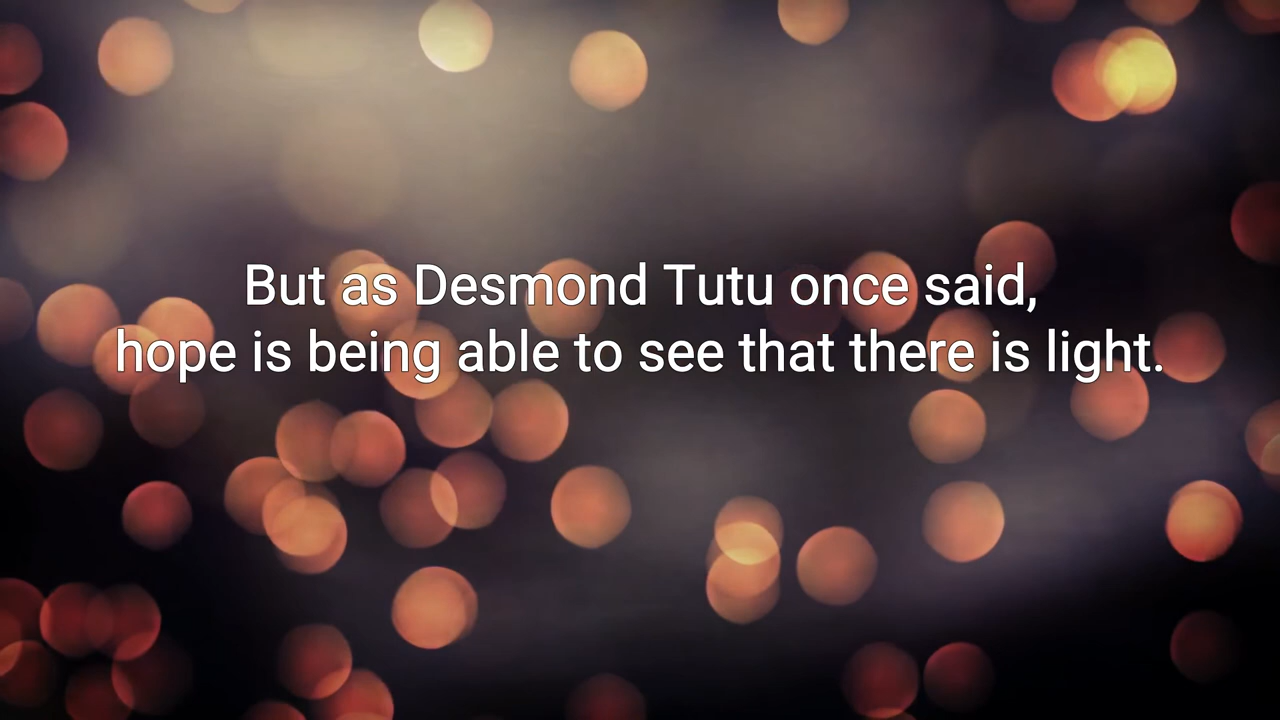 But as Desmond Tutu once said,
hope is being able to see that there is light.